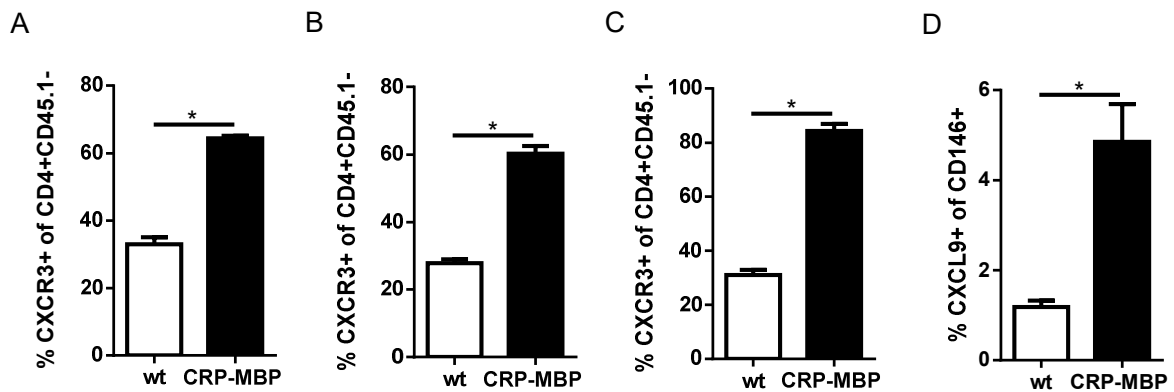 A
% CXCR3+ of CD4+CD45.1-
80
60
40
20
0
*
wt
CRP-MBP
B
% CXCR3+ of CD4+CD45.1-
80
60
40
20
0
*
wt
CRP-MBP
C
% CXCR3+ of CD4+CD45.1-
100
80
60
40
20
0
*
wt
CRP-MBP
D
% CXCL9+ of CD146+
6
4
2
0
*
wt
CRP-MBP